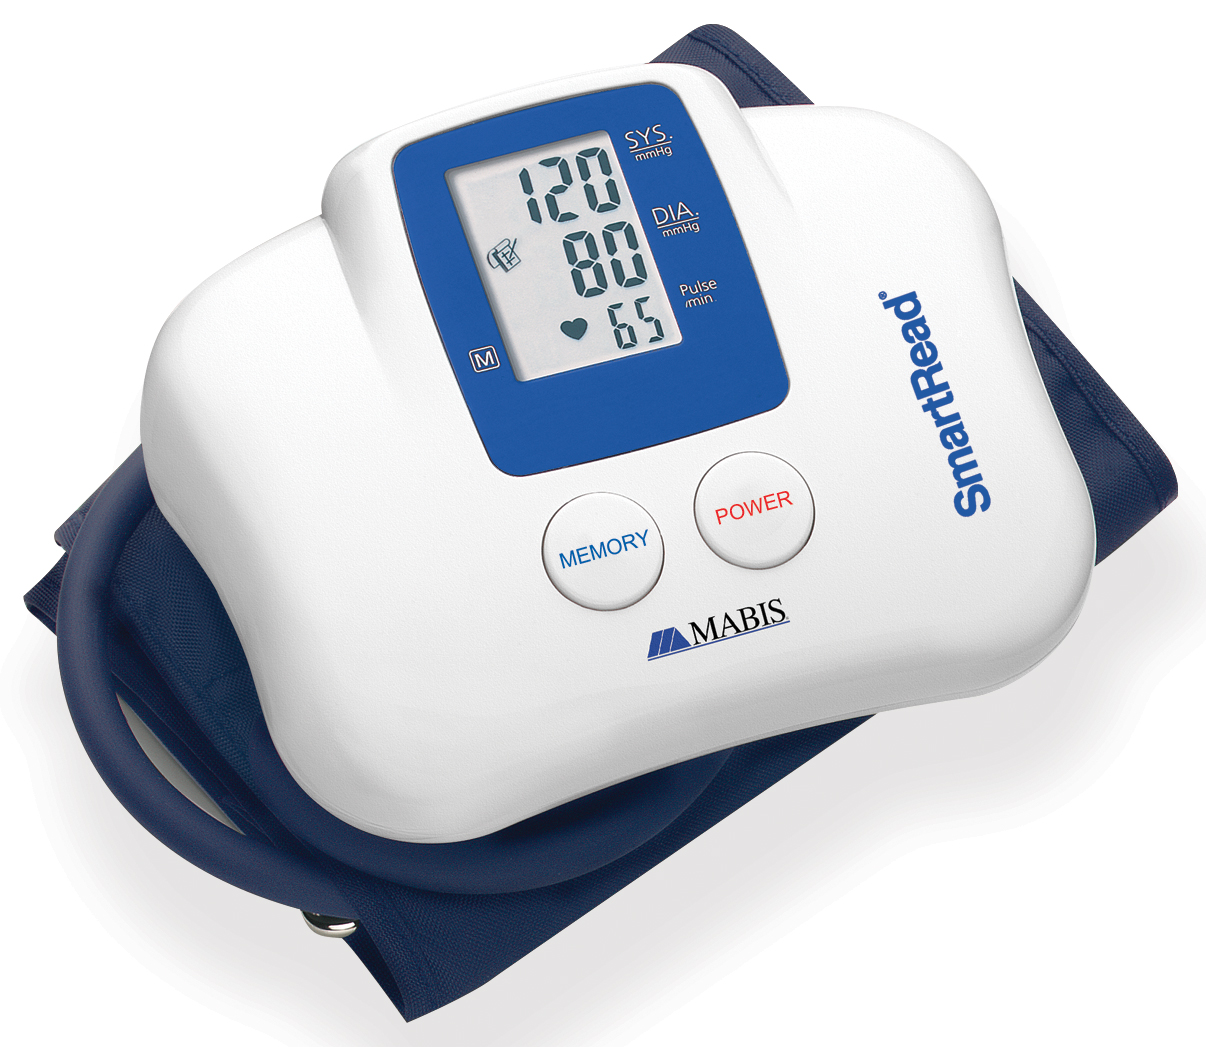 120
SYS.
mmHg
80
DIA.
mmHg
65
Pulse
/min.
M
MEMORY
POWER
MABIS
SmartRead®